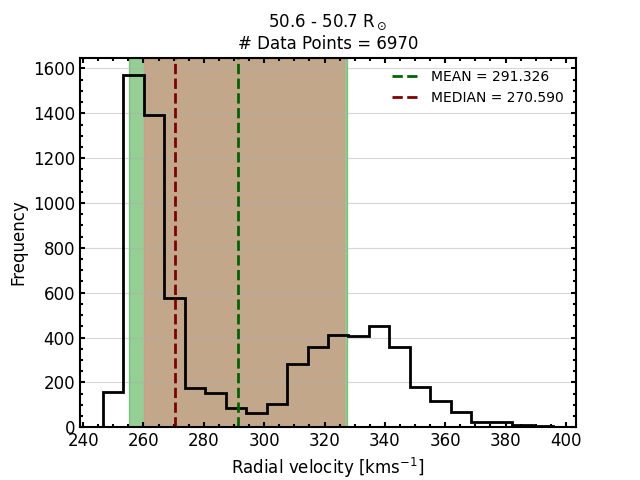 50.6 - 50.7 R⊙
# Data Points = 6970
MEAN = 291.326
MEDIAN = 270.590
Frequency
1600
1400
1200
1000
800
600
400
200
0
240 260 280 300 320 340 360 380 400
Radial velocity [kms⁻¹]